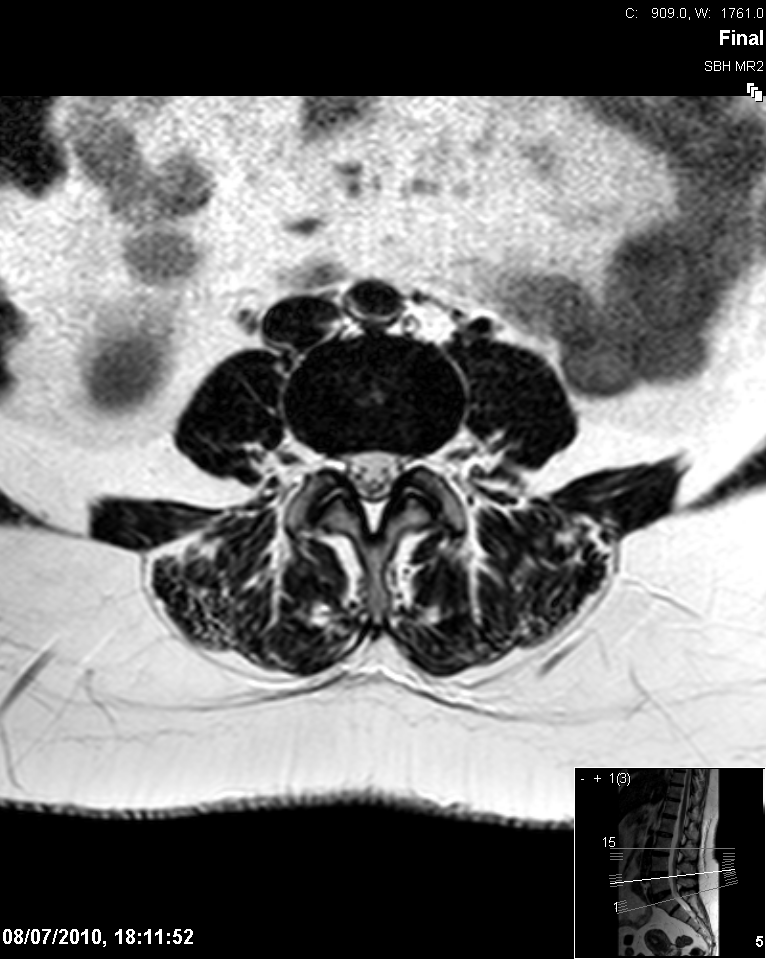 C: 909.0, W: 1761.0
Final
SBH MR2
- + 1(3)
15
1
08/07/2010, 18:11:52
5